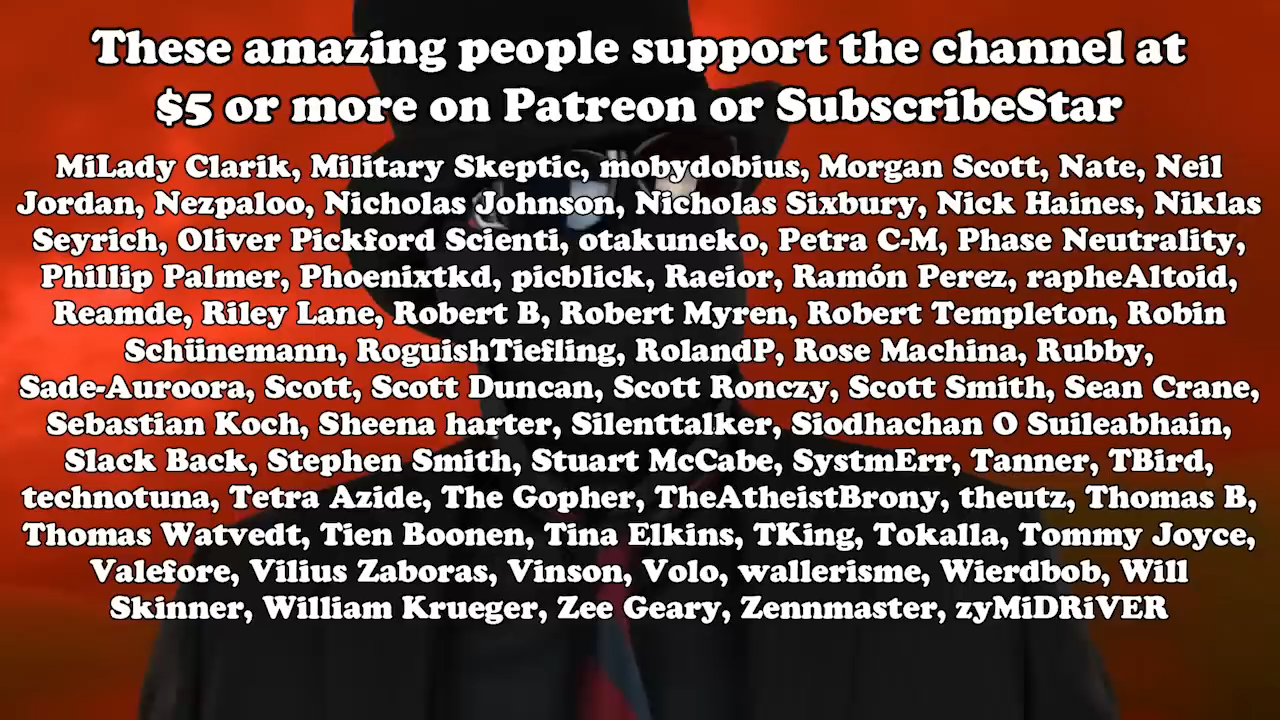 These amazing people support the channel at
$5 or more on Patreon or SubscribeStar
MiLady Clarik, Military Skeptic, mobydobius, Morgan Scott, Nate, Neil
Jordan, Nezpaloo, Nicholas Johnson, Nicholas Sixbury, Nick Haines, Niklas
Seyrich, Oliver Pickford Scienti, otakuneko, Petra C-M, Phase Neutrality,
Phillip Palmer, Phoenixtkd, picblick, Raeior, Ramón Perez, rapheAltoid,
Reamde, Riley Lane, Robert B, Robert Myren, Robert Templeton, Robin
Schünemann, RoguishTiefling, RolandP, Rose Machina, Rubby,
Sade-Auroora, Scott, Scott Duncan, Scott Ronczy, Scott Smith, Sean Crane,
Sebastian Koch, Sheena harter, Silenttalker, Siodhachan O Suileabhain,
Slack Back, Stephen Smith, Stuart McCabe, SystmErr, Tanner, TBird,
technotuna, Tetra Azide, The Gopher, TheAtheistBrony, theutz, Thomas B,
Thomas Watvedt, Tien Boonen, Tina Elkins, TKing, Tokalla, Tommy Joyce,
Valefore, Vilius Zaboras, Vinson, Volo, wallerisme, Wierdbob, Will
Skinner, William Krueger, Zee Geary, Zennmaster, zyMiDRiVER